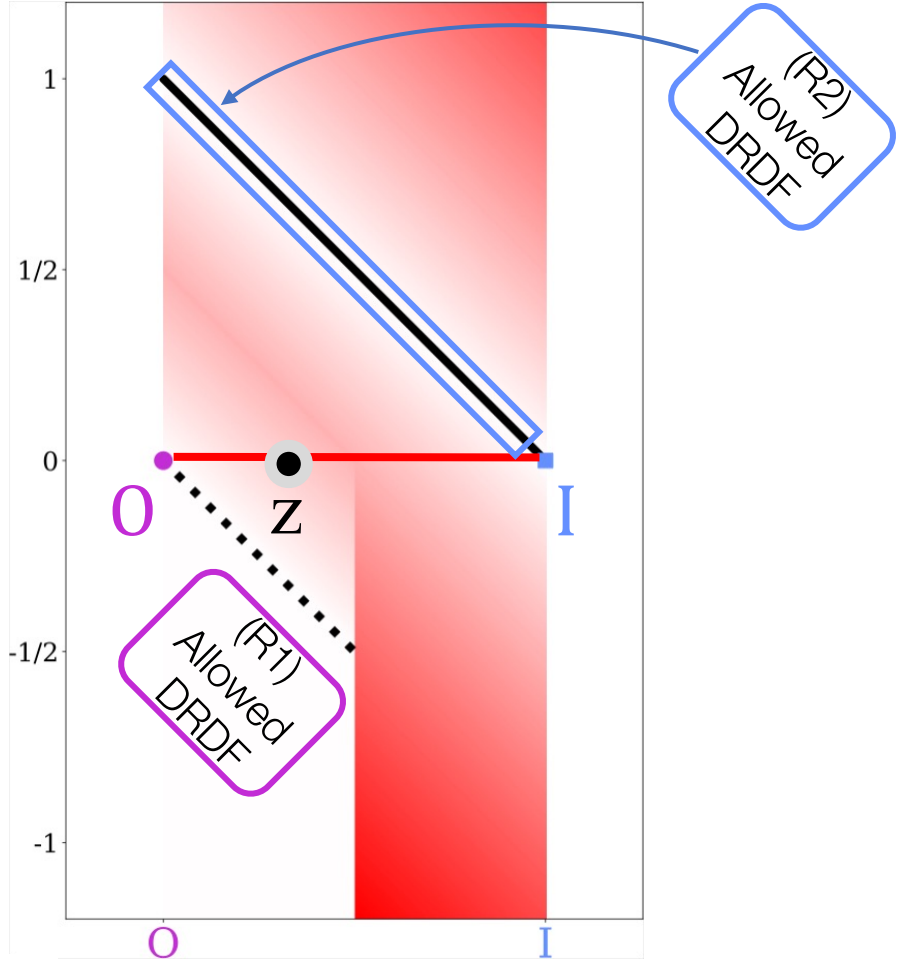 (R2)
Allowed
DRDF
1
1/2
0
O
z
I
-1/2
(R1)
Allowed
DRDF
-1
O
I